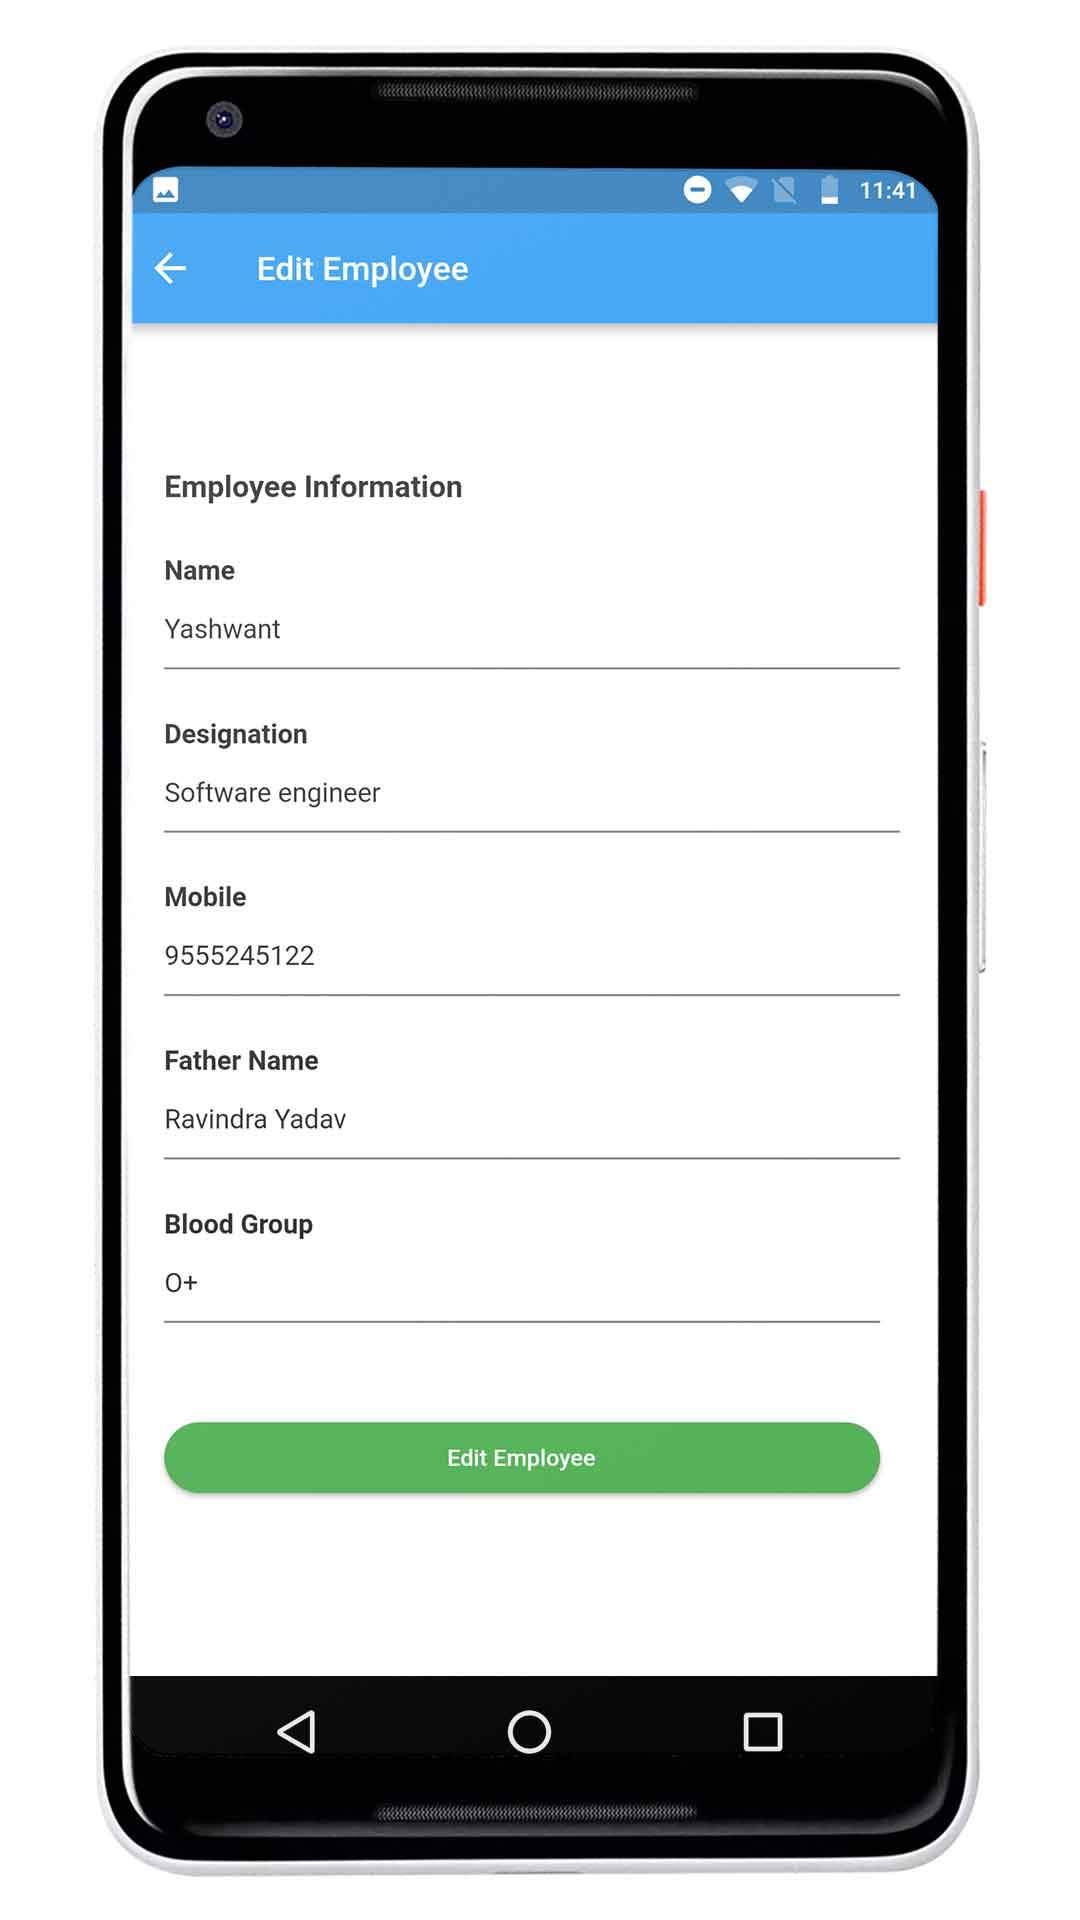 11:41
Edit Employee
Employee Information
Name
Yashwant
Designation
Software engineer
Mobile
9555245122
Father Name
Ravindra Yadav
Blood Group
O+
Edit Employee